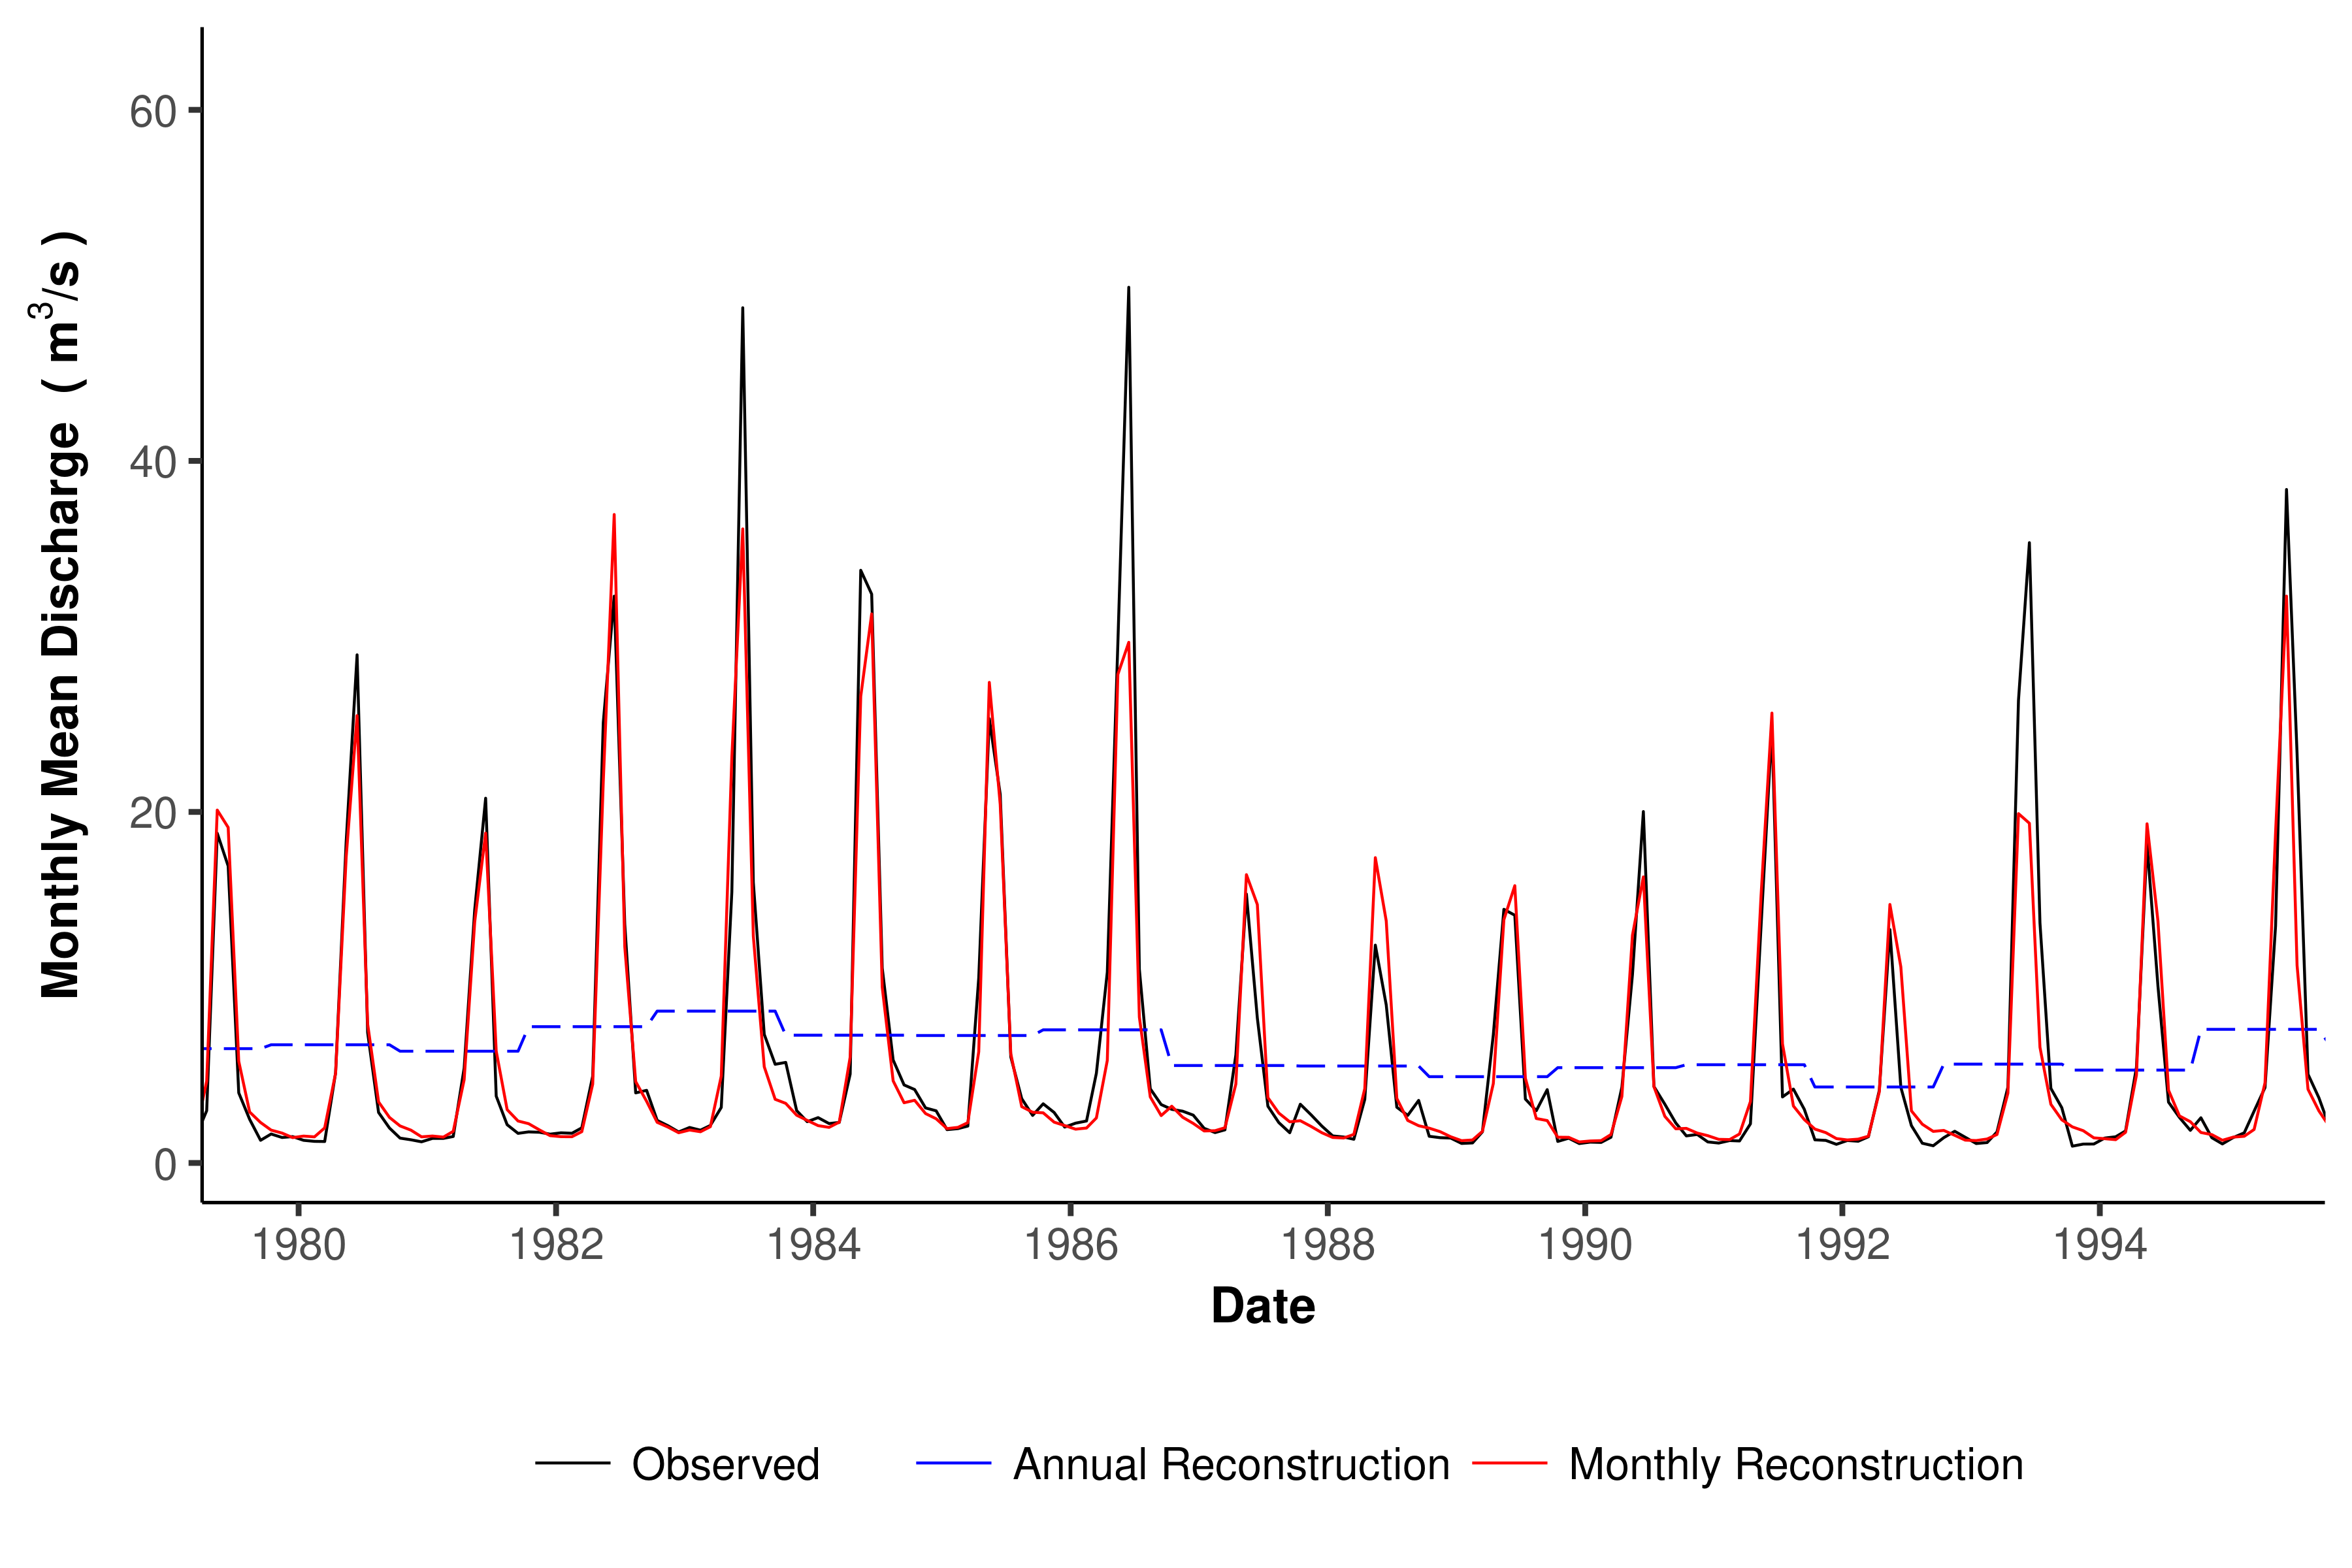 Monthly Mean Discharge ( m³/s )
60
40
20
0
1980 1982 1984 1986 1988 1990 1992 1994
Date
Observed Annual Reconstruction Monthly Reconstruction